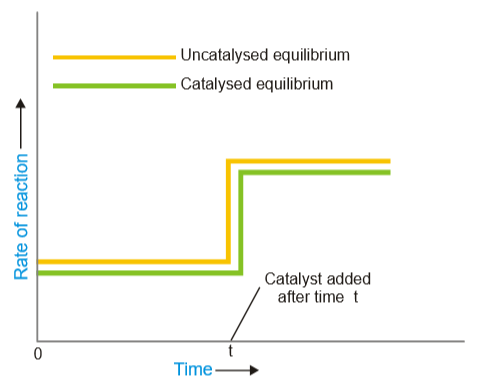 Uncatalysed equilibrium
Catalysed equilibrium
Rate of reaction
Catalyst added
after time t
0
t
Time